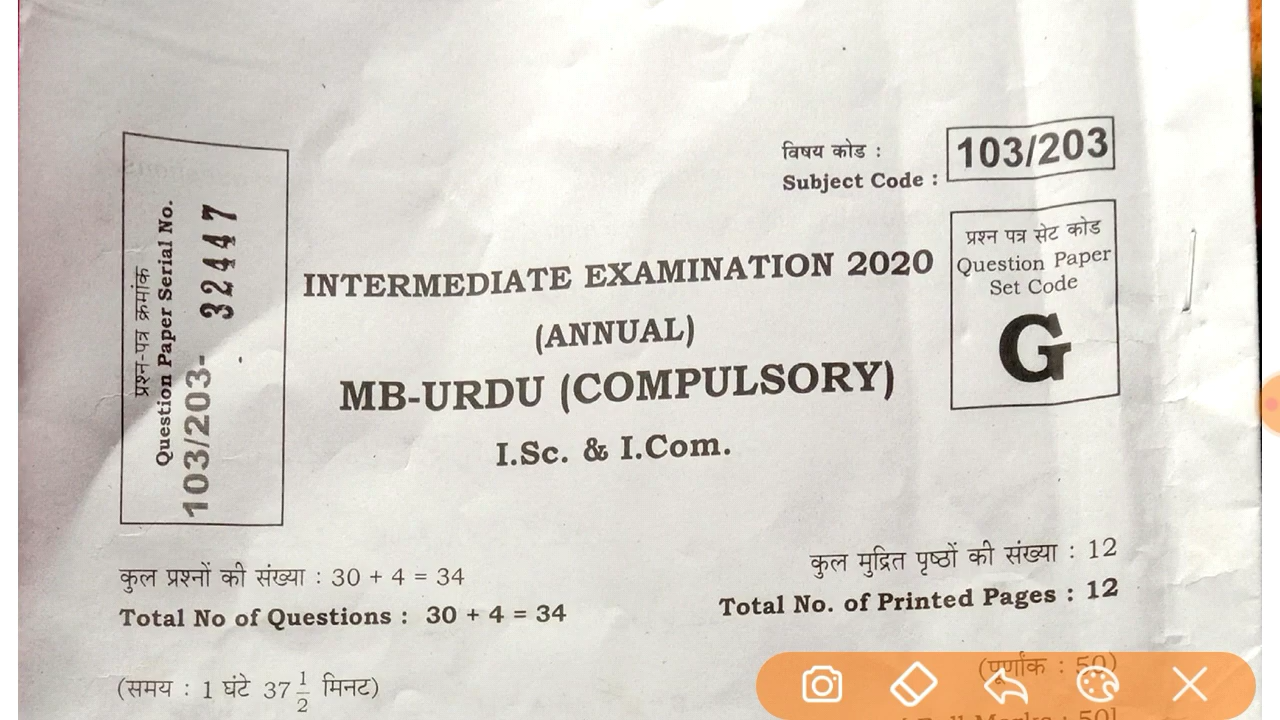 विषय कोड :
Subject Code :
103/203
प्रश्न पत्र सेट कोड
Question Paper
Set Code
G
प्रश्न-पत्र क्रमांक
Question Paper Serial No.
103/203-
32447
INTERMEDIATE EXAMINATION 2020
(ANNUAL)
MB-URDU (COMPULSORY)
I.Sc. & I.Com.
कुल प्रश्नों की संख्या : 30 + 4 = 34
Total No of Questions : 30 + 4 = 34
कुल मुद्रित पृष्ठों की संख्या : 12
Total No. of Printed Pages : 12
(समय : 1 घंटे 37 1/2 मिनट)
(पूर्णांक : 50)